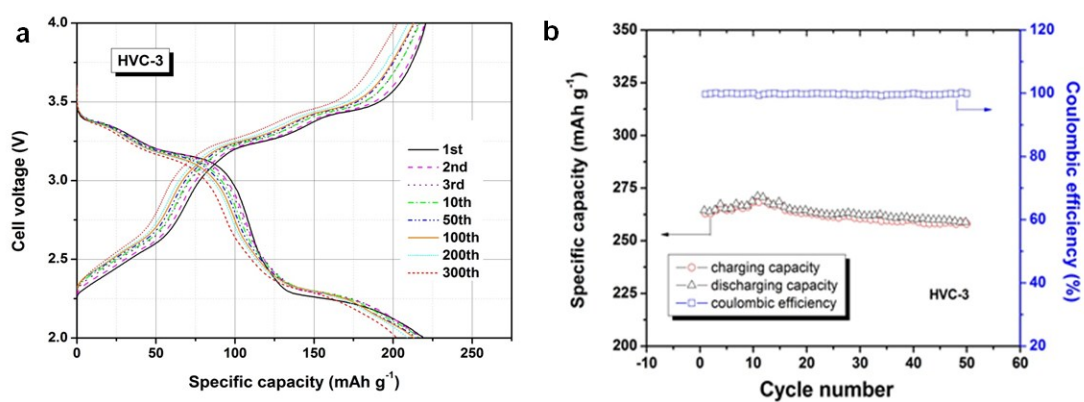 a
HVC-3
4.0
3.5
3.0
2.5
2.0
Cell voltage (V)
0
50
100
150
200
250
Specific capacity (mAh g-1)
1st
2nd
3rd
10th
50th
100th
200th
300th
b
350
325
300
275
250
225
200
Specific capacity (mAh g-1)
-10
0
10
20
30
40
50
60
Cycle number
charging capacity
discharging capacity
coulombic efficiency
HVC-3
120
100
80
60
40
20
Coulombic efficiency (%)